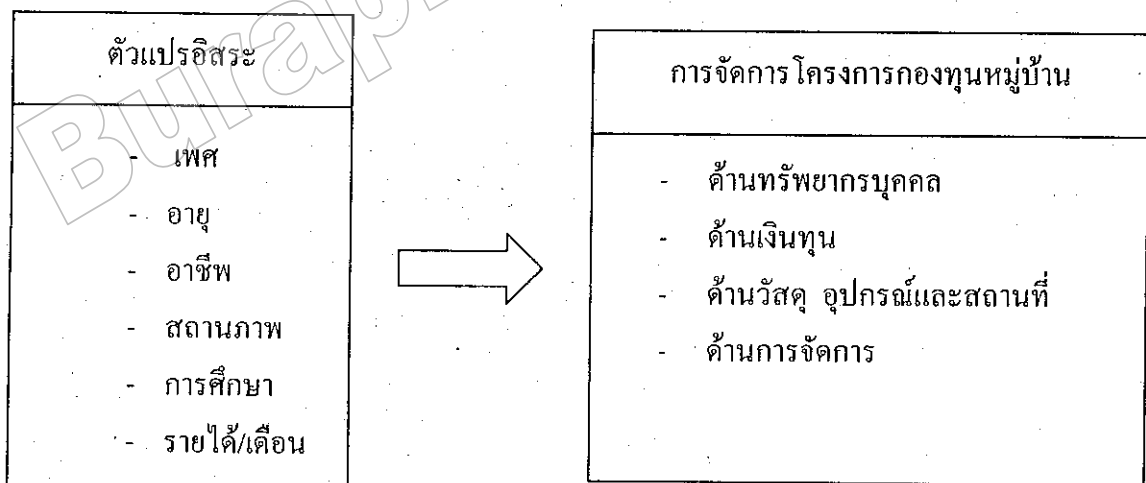 ตัวแปรอิสระ
- เพศ
- อายุ
- อาชีพ
- สถานภาพ
- การศึกษา
- รายได้/เดือน
การจัดการโครงการกองทุนหมู่บ้าน
- ด้านทรัพยากรบุคคล
- ด้านเงินทุน
- ด้านวัสดุ อุปกรณ์และสถานที่
- ด้านการจัดการ